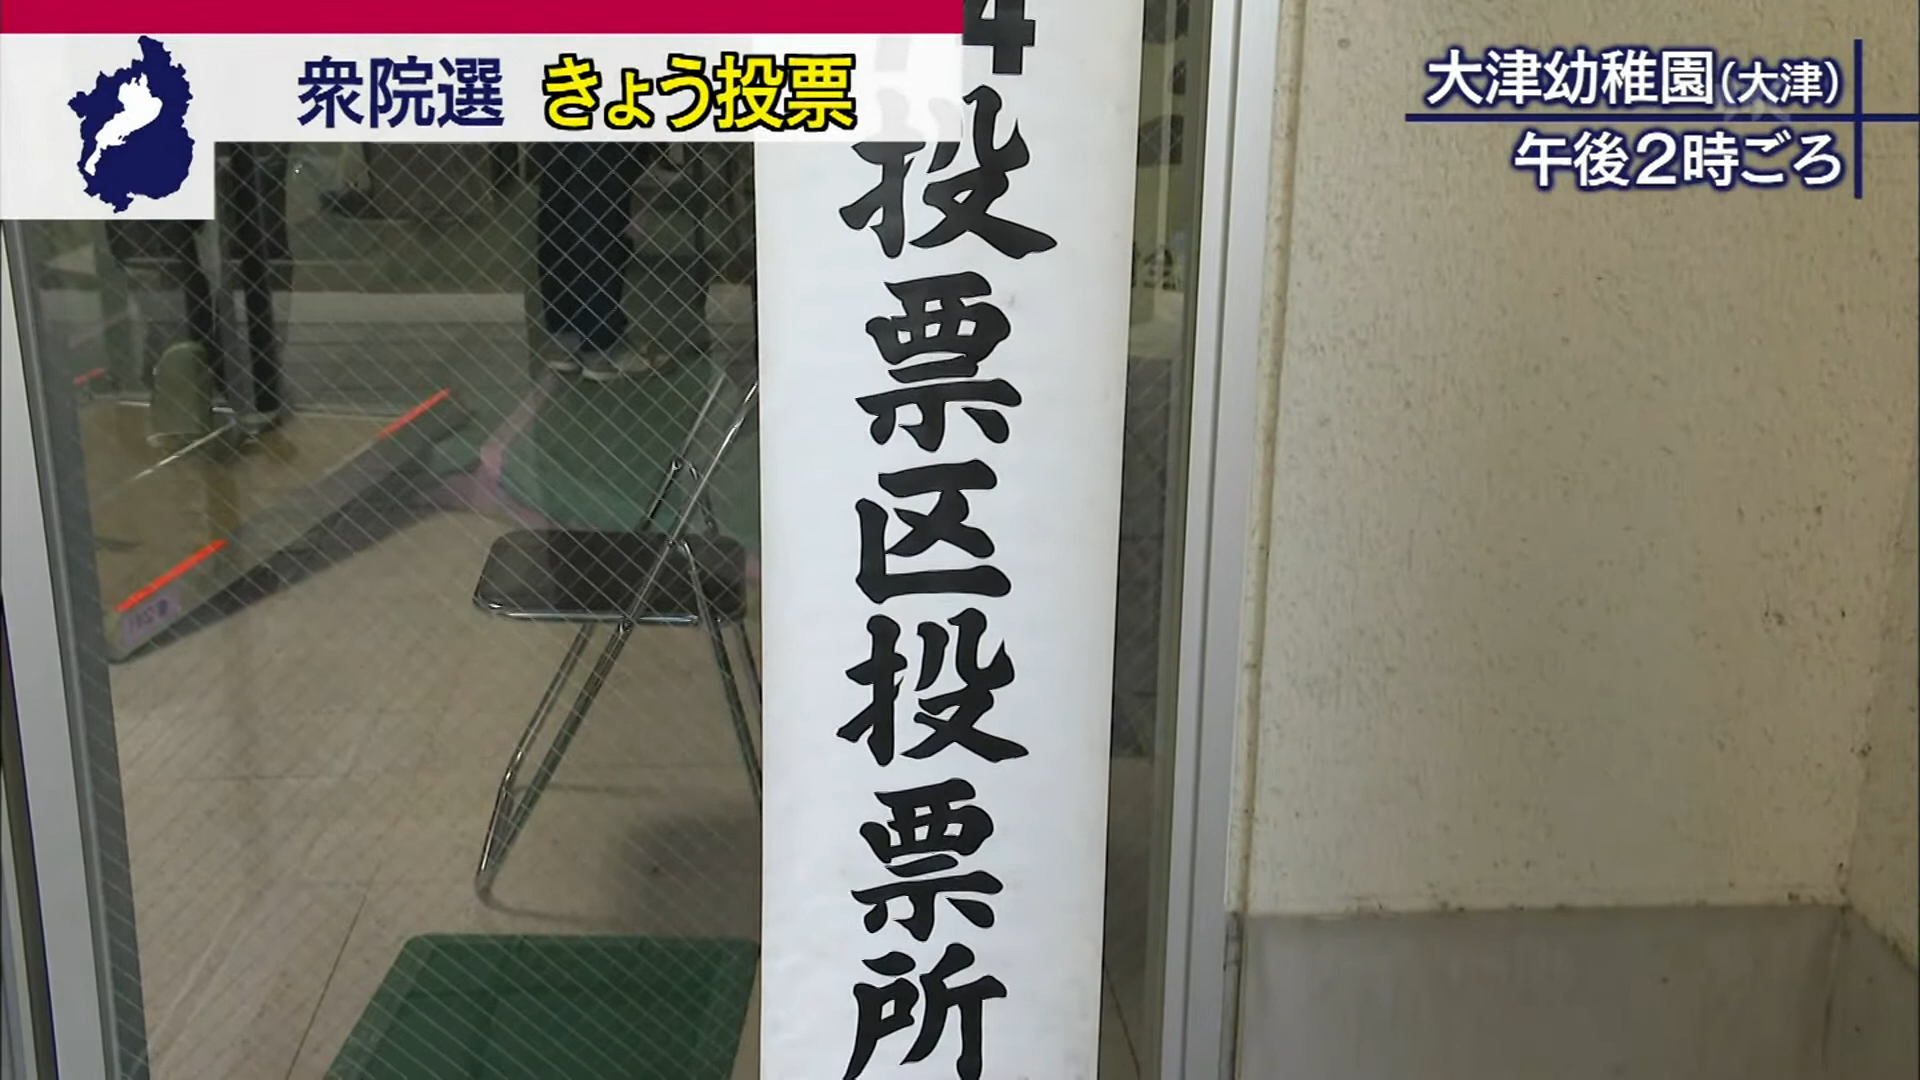 衆院選 きょう投票
大津幼稚園(大津)
午後2時ごろ
4投票区投票所